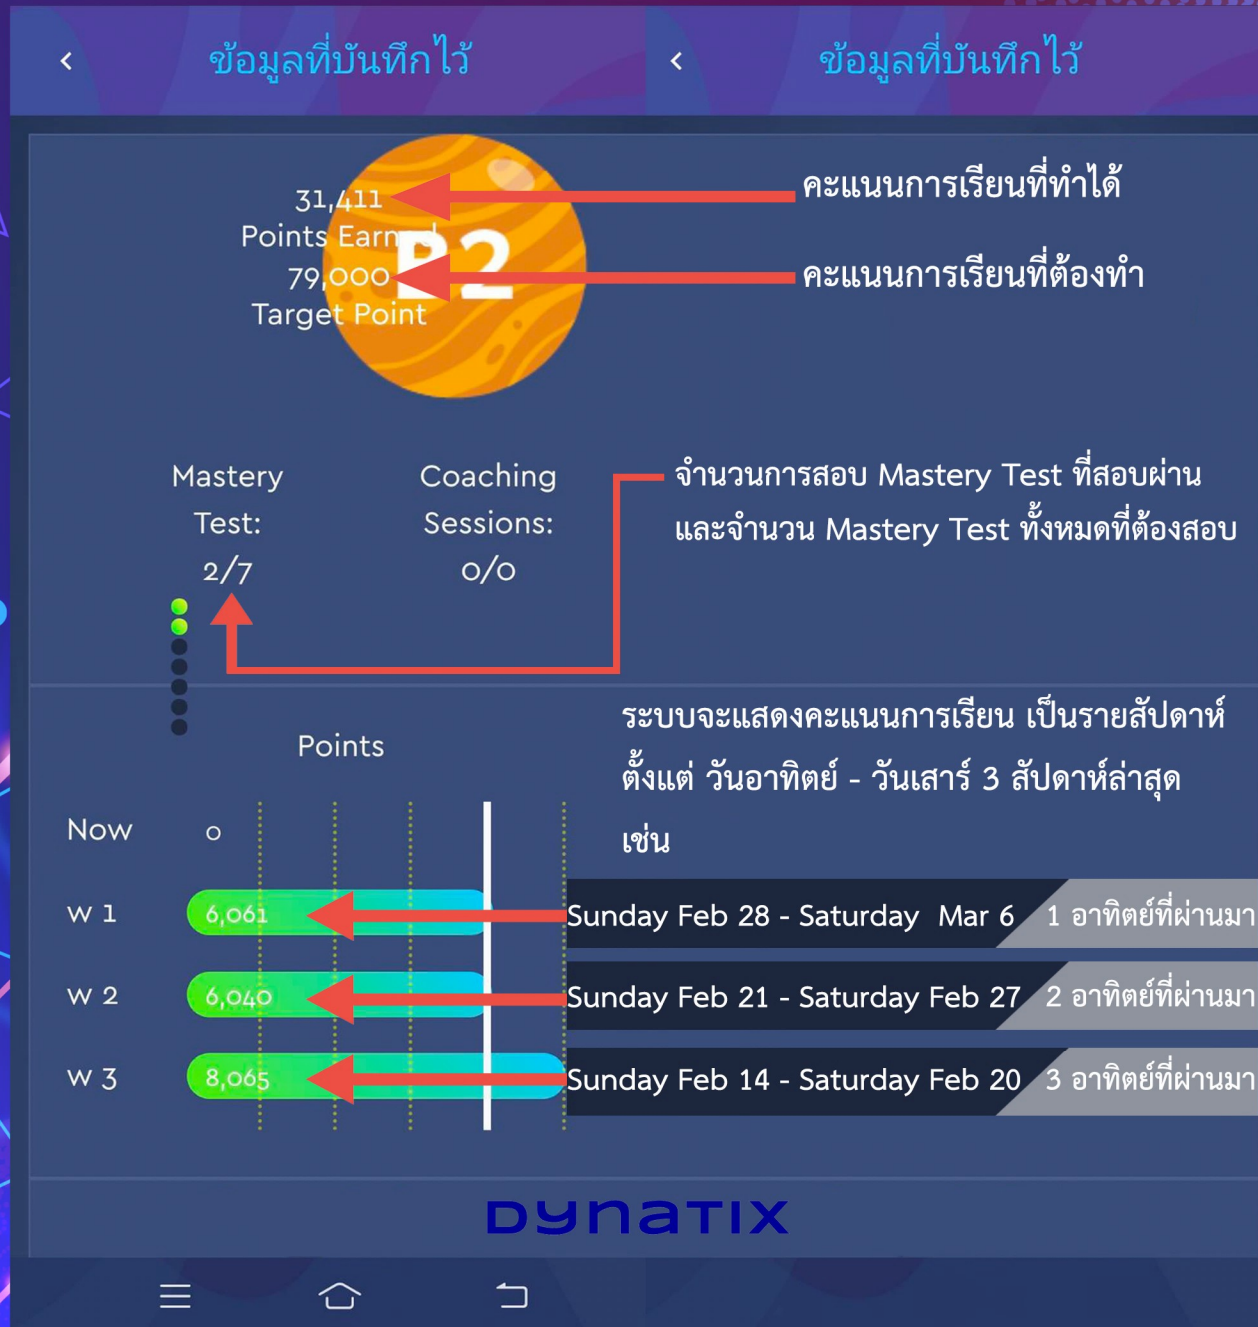 ข้อมูลที่บันทึกไว้
ข้อมูลที่บันทึกไว้
31,411
Points Earned
79,000
Target Point
B2
คะแนนการเรียนที่ทำได้
คะแนนการเรียนที่ต้องทำ
Mastery
Test:
2/7
Coaching
Sessions:
0/0
จำนวนการสอบ Mastery Test ที่สอบผ่าน
และจำนวน Mastery Test ทั้งหมดที่ต้องสอบ
Points
ระบบจะแสดงคะแนนการเรียน เป็นรายสัปดาห์
ตั้งแต่ วันอาทิตย์ - วันเสาร์ 3 สัปดาห์ล่าสุด
เช่น
Now 0
W 1 6,061 Sunday Feb 28 - Saturday Mar 6 1 อาทิตย์ที่ผ่านมา
W 2 6,040 Sunday Feb 21 - Saturday Feb 27 2 อาทิตย์ที่ผ่านมา
W 3 8,065 Sunday Feb 14 - Saturday Feb 20 3 อาทิตย์ที่ผ่านมา
DYNATIX